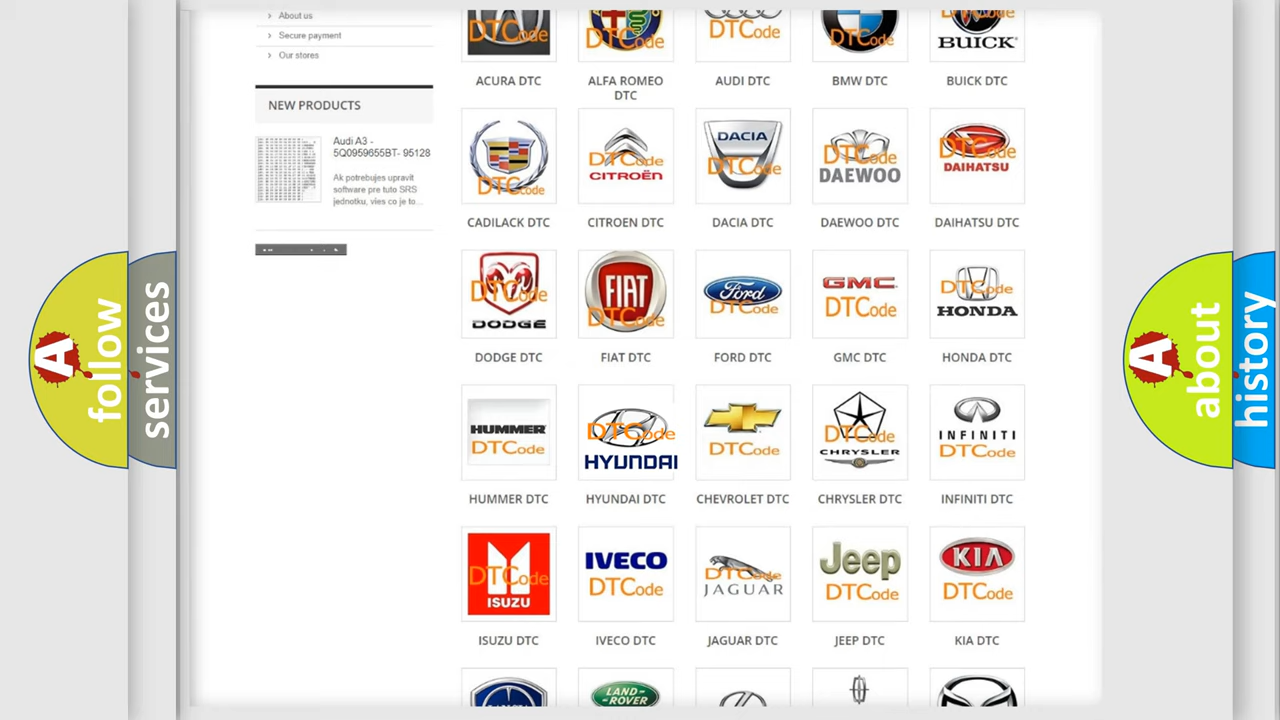 About us
Secure payment
Our stores
NEW PRODUCTS
Audi A3 -
5Q0959655BT- 95128
Ak potrebujes upravit
software pre tuto SRS
jednotku, vies co je to...
DTCode
DTCode
DTCode
DTCode
BUICK
ACURA DTC
ALFA ROMEO
DTC
AUDI DTC
BMW DTC
BUICK DTC
DTCode
DTCode
CITROËN
DACIA
DTCode
DTCode
DAEWOO
DTCode
DAIHATSU
CADILACK DTC
CITROEN DTC
DACIA DTC
DAEWOO DTC
DAIHATSU DTC
DTCode
DODGE
FIAT
DTCode
Ford
DTCode
GMC
DTCode
DTCode
HONDA
DODGE DTC
FIAT DTC
FORD DTC
GMC DTC
HONDA DTC
HUMMER
DTCode
DTCode
HYUNDAI
DTCode
DTCode
CHRYSLER
INFINITI
DTCode
HUMMER DTC
HYUNDAI DTC
CHEVROLET DTC
CHRYSLER DTC
INFINITI DTC
DTCode
ISUZU
IVECO
DTCode
DTCode
JAGUAR
Jeep
DTCode
KIA
DTCode
ISUZU DTC
IVECO DTC
JAGUAR DTC
JEEP DTC
KIA DTC
LAND-
ROVER
A follow
services
A about
history